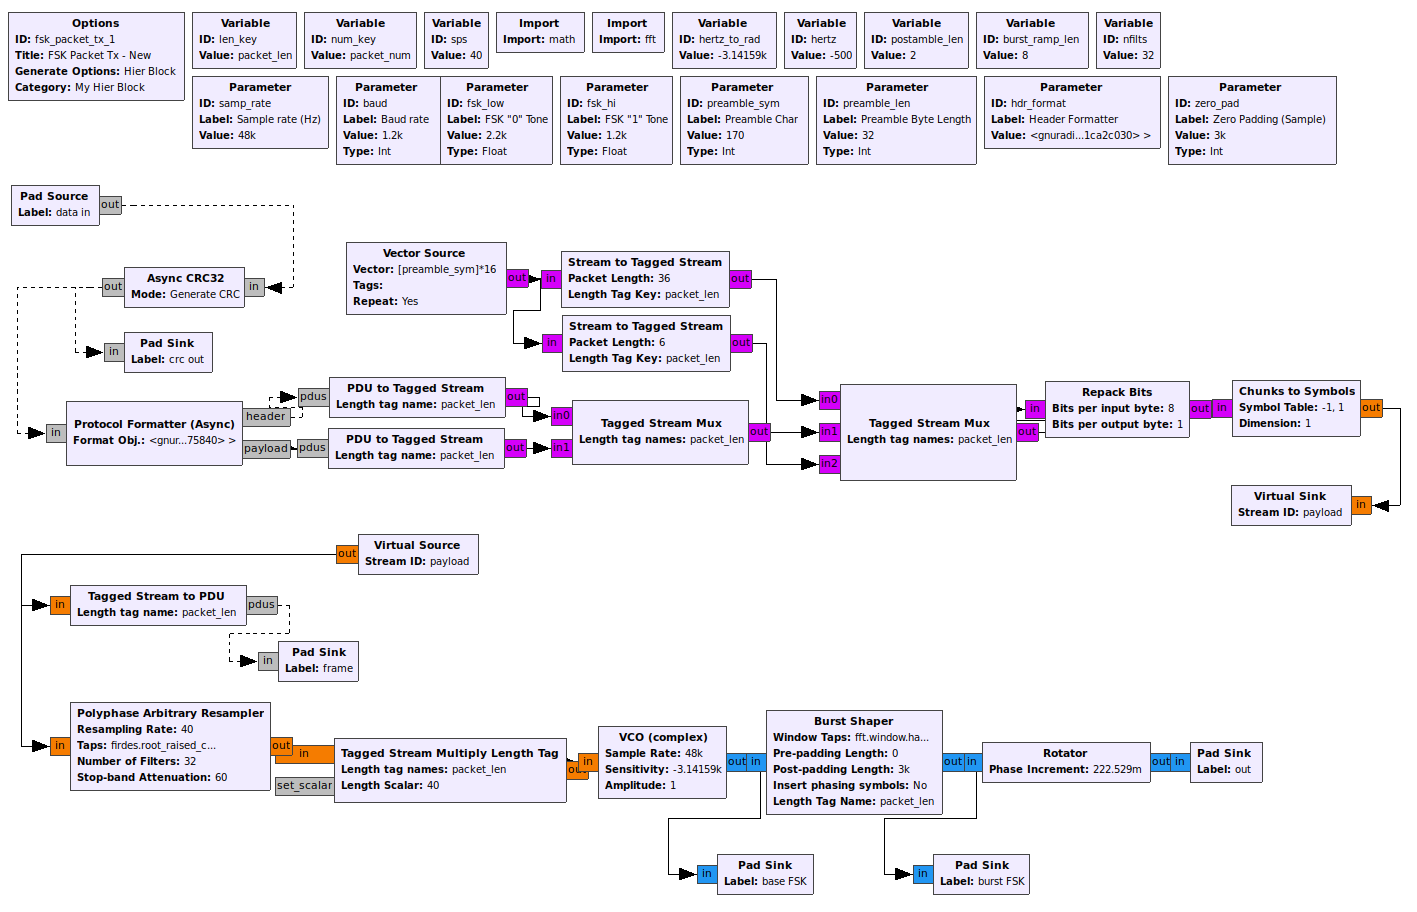 Options
ID: fsk_packet_tx_1
Title: FSK Packet Tx - New
Generate Options: Hier Block
Category: My Hier Block
Variable
ID: len_key
Value: packet_len
Variable
ID: num_key
Value: packet_num
Variable
ID: sps
Value: 40
Import
Import: math
Import
Import: fft
Variable
ID: hertz_to_rad
Value: -3.14159k
Variable
ID: hertz
Value: -500
Variable
ID: postamble_len
Value: 2
Variable
ID: burst_ramp_len
Value: 8
Variable
ID: nfilts
Value: 32
Parameter
ID: samp_rate
Label: Sample rate (Hz)
Value: 48k
Parameter
ID: baud
Label: Baud rate
Value: 1.2k
Type: Int
Parameter
ID: fsk_low
Label: FSK "0" Tone
Value: 2.2k
Type: Float
Parameter
ID: fsk_hi
Label: FSK "1" Tone
Value: 1.2k
Type: Float
Parameter
ID: preamble_sym
Label: Preamble Char
Value: 170
Type: Int
Parameter
ID: preamble_len
Label: Preamble Byte Length
Value: 32
Type: Int
Parameter
ID: hdr_format
Label: Header Formatter
Value: <gnuradi...1ca2c030> >
Parameter
ID: zero_pad
Label: Zero Padding (Sample)
Value: 3k
Type: Int
Pad Source
Label: data in
out
out
Async CRC32
Mode: Generate CRC
in
in
Pad Sink
Label: crc out
Vector Source
Vector: [preamble_sym]*16
Tags:
Repeat: Yes
out
in
Stream to Tagged Stream
Packet Length: 36
Length Tag Key: packet_len
out
in
Stream to Tagged Stream
Packet Length: 6
Length Tag Key: packet_len
out
in
Protocol Formatter (Async)
Format Obj.: <gnur...75840> >
header
payload
pdus
PDU to Tagged Stream
Length tag name: packet_len
out
pdus
PDU to Tagged Stream
Length tag name: packet_len
out
in0
in1
Tagged Stream Mux
Length tag names: packet_len
out
in0
in1
in2
Tagged Stream Mux
Length tag names: packet_len
out
in
Repack Bits
Bits per input byte: 8
Bits per output byte: 1
out
in
Chunks to Symbols
Symbol Table: -1, 1
Dimension: 1
out
Virtual Sink
Stream ID: payload
in
out
Virtual Source
Stream ID: payload
in
Tagged Stream to PDU
Length tag name: packet_len
pdus
in
Pad Sink
Label: frame
in
Polyphase Arbitrary Resampler
Resampling Rate: 40
Taps: firdes.root_raised_c...
Number of Filters: 32
Stop-band Attenuation: 60
out
in
set_scalar
Tagged Stream Multiply Length Tag
Length tag names: packet_len
Length Scalar: 40
in
VCO (complex)
Sample Rate: 48k
Sensitivity: -3.14159k
Amplitude: 1
out
in
Burst Shaper
Window Taps: fft.window.ha...
Pre-padding Length: 0
Post-padding Length: 3k
Insert phasing symbols: No
Length Tag Name: packet_len
out
in
Rotator
Phase Increment: 222.529m
out
in
Pad Sink
Label: out
in
Pad Sink
Label: base FSK
in
Pad Sink
Label: burst FSK